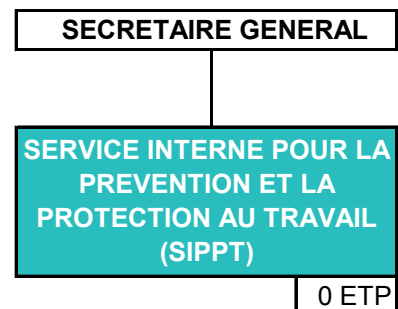 SECRETAIRE GENERAL
SERVICE INTERNE POUR LA
PREVENTION ET LA
PROTECTION AU TRAVAIL
(SIPPT)
0 ETP